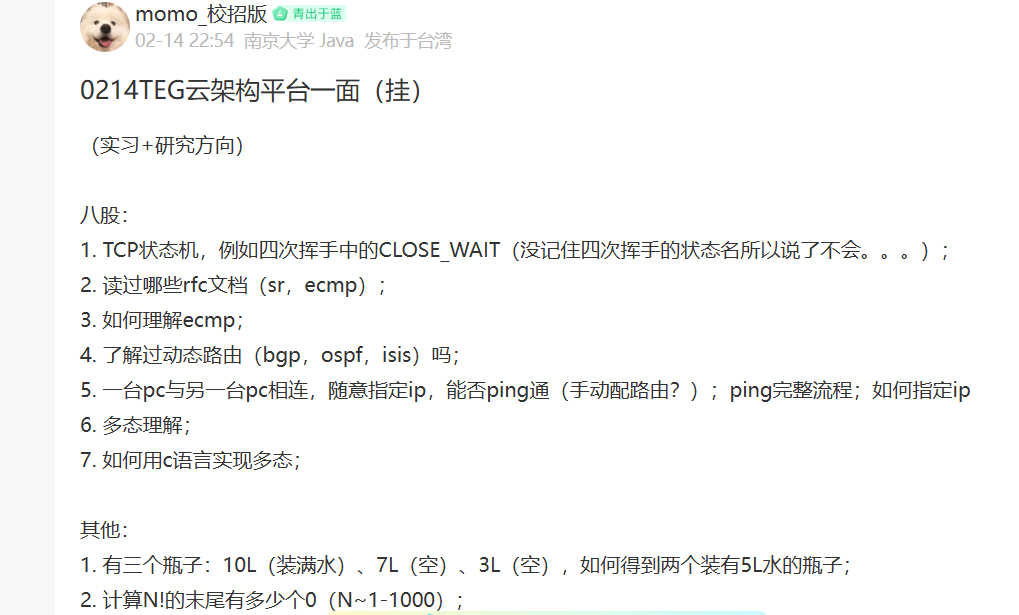 momo_校招版 青出于蓝
02-14 22:54 南京大学 Java 发布于台湾
0214TEG云架构平台一面（挂）
（实习+研究方向）
八股：
1. TCP状态机，例如四次挥手中的CLOSE_WAIT（没记住四次挥手的状态名所以说了不会。。。）；
2. 读过哪些rfc文档（sr，ecmp）；
3. 如何理解ecmp；
4. 了解过动态路由（bgp，ospf，isis）吗；
5. 一台pc与另一台pc相连，随意指定ip，能否ping通（手动配路由？）；ping完整流程；如何指定ip
6. 多态理解；
7. 如何用c语言实现多态；
其他：
1. 有三个瓶子：10L（装满水）、7L（空）、3L（空），如何得到两个装有5L水的瓶子；
2. 计算N!的末尾有多少个0（N~1-1000）；